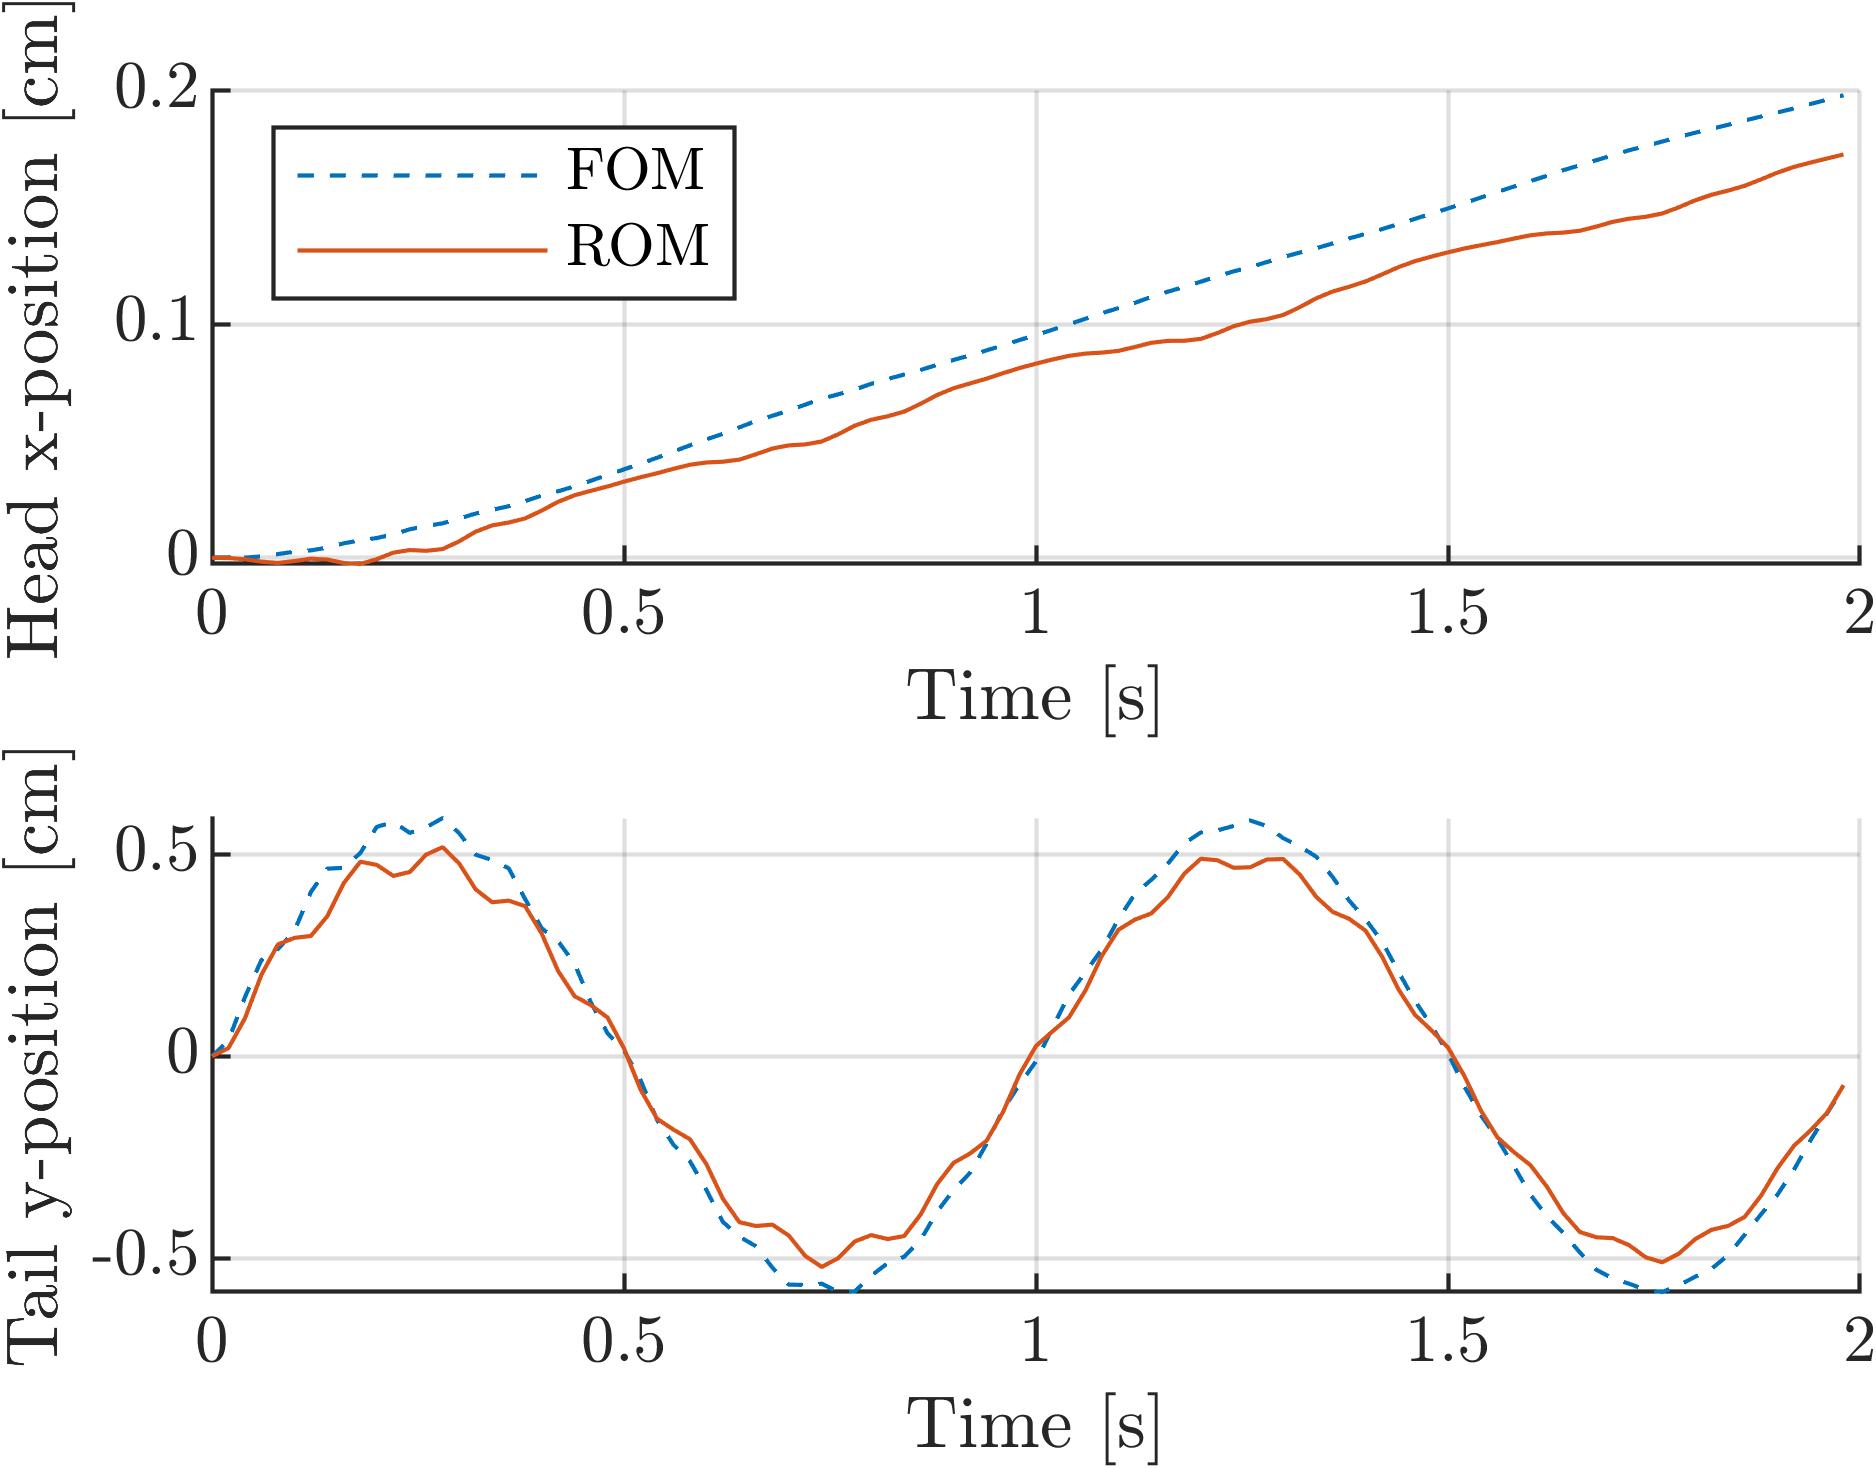 Head x-position [cm]
0.2
0.1
0
FOM
ROM
0 0.5 1 1.5 2
Time [s]
Tail y-position [cm]
0.5
0
-0.5
0 0.5 1 1.5 2
Time [s]